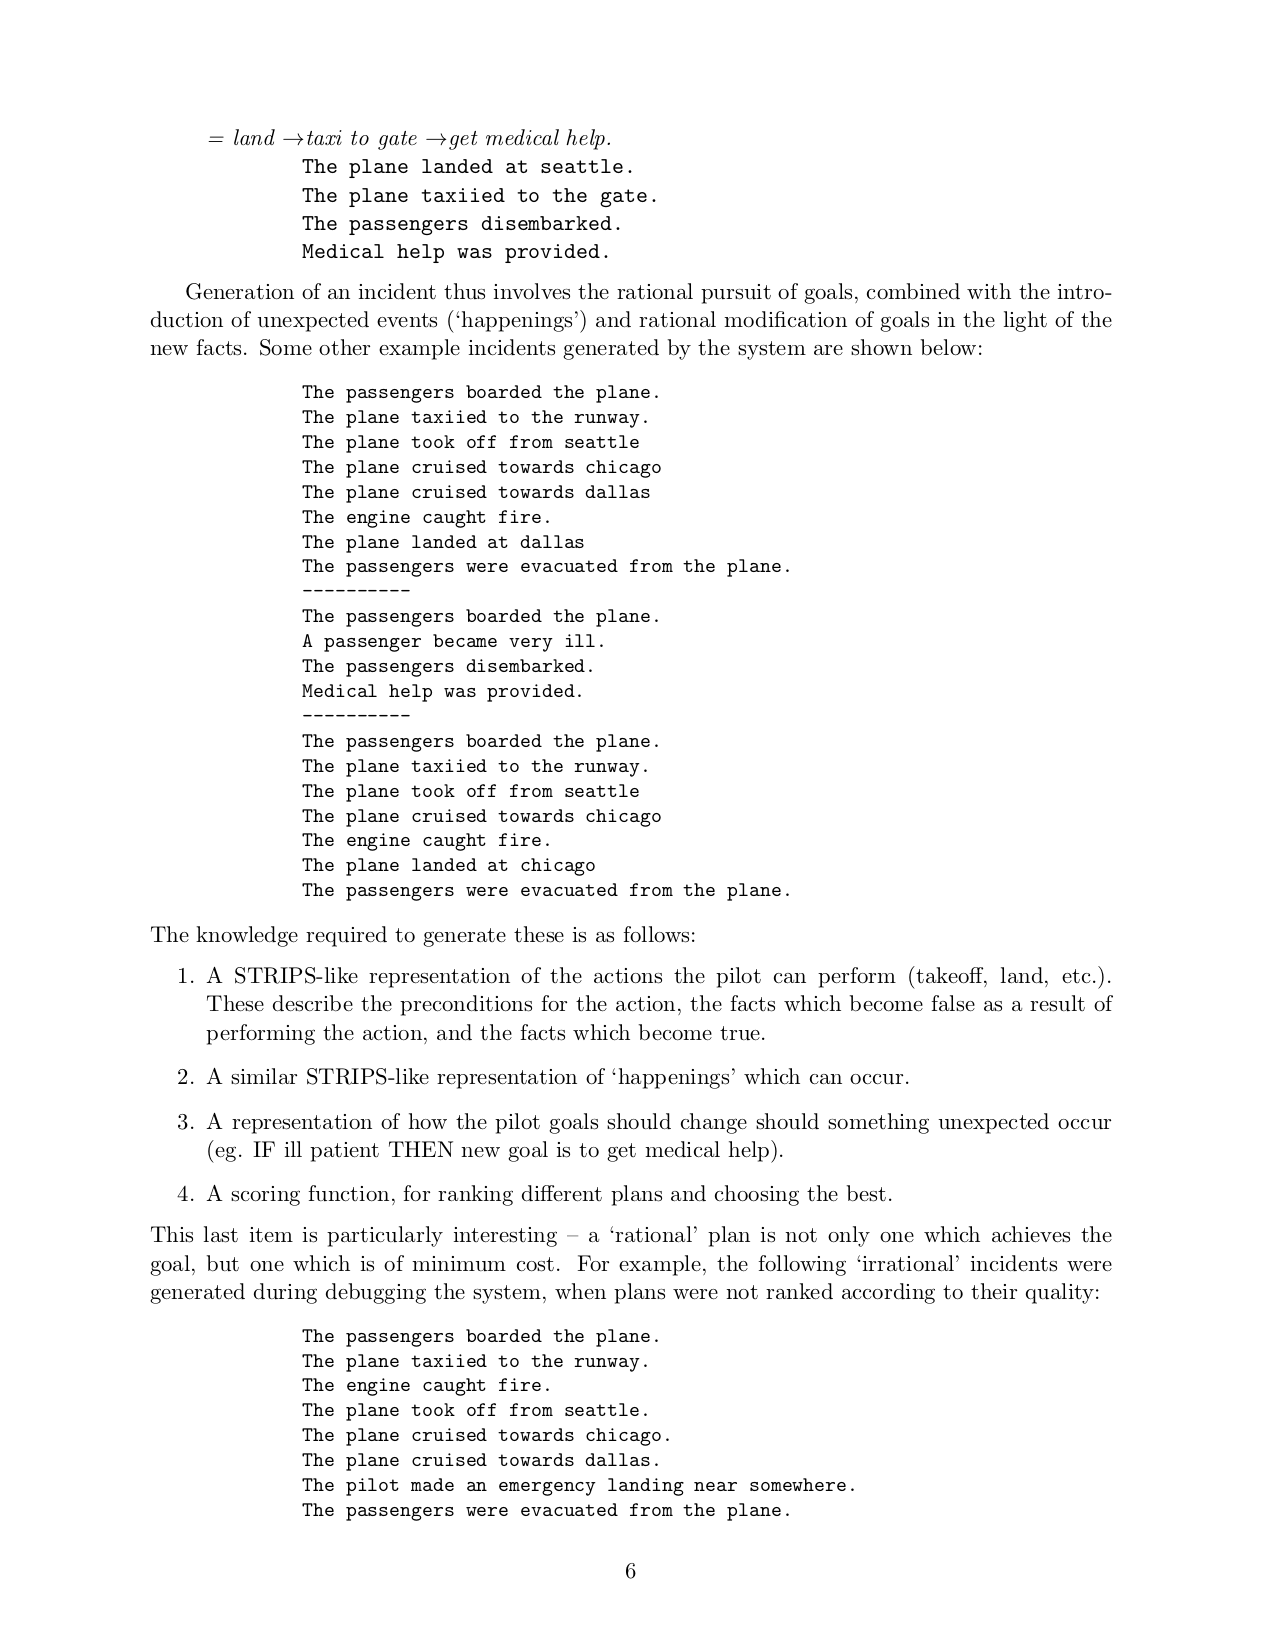 = land →taxi to gate →get medical help.
The plane landed at seattle.
The plane taxiied to the gate.
The passengers disembarked.
Medical help was provided.
Generation of an incident thus involves the rational pursuit of goals, combined with the intro-
duction of unexpected events (‘happenings’) and rational modification of goals in the light of the
new facts. Some other example incidents generated by the system are shown below:
The passengers boarded the plane.
The plane taxiied to the runway.
The plane took off from seattle
The plane cruised towards chicago
The plane cruised towards dallas
The engine caught fire.
The plane landed at dallas
The passengers were evacuated from the plane.
----------
The passengers boarded the plane.
A passenger became very ill.
The passengers disembarked.
Medical help was provided.
----------
The passengers boarded the plane.
The plane taxiied to the runway.
The plane took off from seattle
The plane cruised towards chicago
The engine caught fire.
The plane landed at chicago
The passengers were evacuated from the plane.
The knowledge required to generate these is as follows:
1. A STRIPS-like representation of the actions the pilot can perform (takeoff, land, etc.).
These describe the preconditions for the action, the facts which become false as a result of
performing the action, and the facts which become true.
2. A similar STRIPS-like representation of ‘happenings’ which can occur.
3. A representation of how the pilot goals should change should something unexpected occur
(eg. IF ill patient THEN new goal is to get medical help).
4. A scoring function, for ranking different plans and choosing the best.
This last item is particularly interesting – a ‘rational’ plan is not only one which achieves the
goal, but one which is of minimum cost. For example, the following ‘irrational’ incidents were
generated during debugging the system, when plans were not ranked according to their quality:
The passengers boarded the plane.
The plane taxiied to the runway.
The engine caught fire.
The plane took off from seattle.
The plane cruised towards chicago.
The plane cruised towards dallas.
The pilot made an emergency landing near somewhere.
The passengers were evacuated from the plane.
6